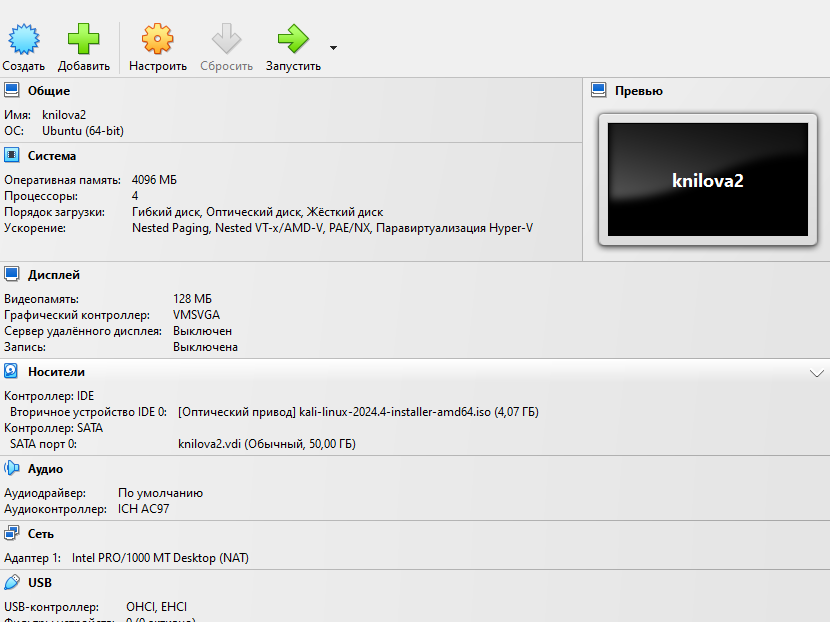 Создать Добавить Настроить Сбросить Запустить
Общие
Имя: knilova2
ОС: Ubuntu (64-bit)
Превью
knilova2
Система
Оперативная память: 4096 МБ
Процессоры: 4
Порядок загрузки: Гибкий диск, Оптический диск, Жёсткий диск
Ускорение: Nested Paging, Nested VT-x/AMD-V, PAE/NX, Паравиртуализация Hyper-V
Дисплей
Видеопамять: 128 МБ
Графический контроллер: VMSVGA
Сервер удалённого дисплея: Выключен
Запись: Выключена
Носители
Контроллер: IDE
Вторичное устройство IDE 0: [Оптический привод] kali-linux-2024.4-installer-amd64.iso (4,07 ГБ)
Контроллер: SATA
SATA порт 0: knilova2.vdi (Обычный, 50,00 ГБ)
Аудио
Аудиодрайвер: По умолчанию
Аудиоконтроллер: ICH AC97
Сеть
Адаптер 1: Intel PRO/1000 MT Desktop (NAT)
USB
USB-контроллер: OHCI, EHCI
Фильтры устройств: 0 (0 активно)